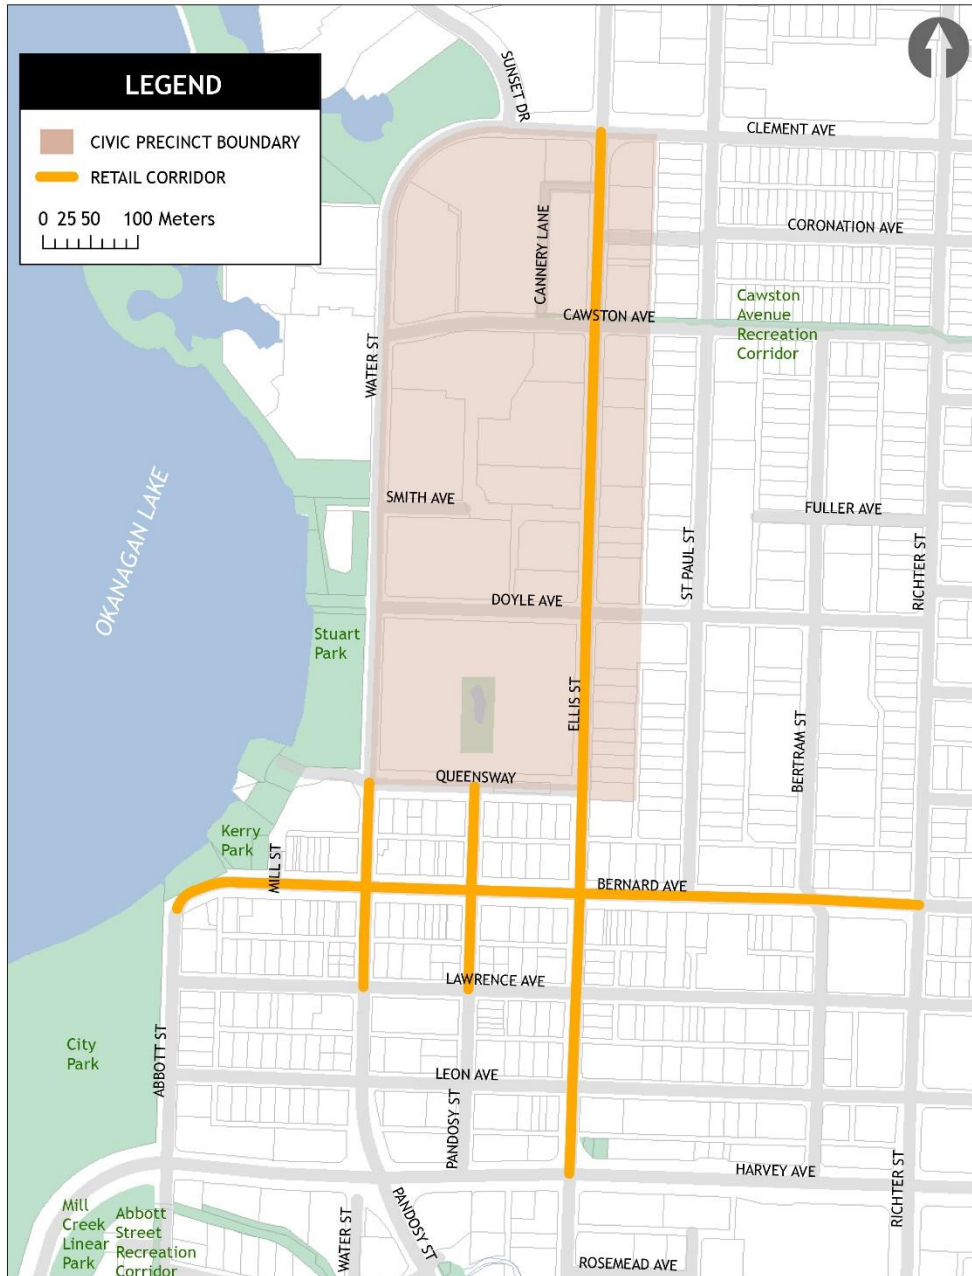 LEGEND
CIVIC PRECINCT BOUNDARY
RETAIL CORRIDOR
0 25 50 100 Meters
SUNSET DR
CLEMENT AVE
CORONATION AVE
CANNERY LANE
CAWSTON AVE
Cawston
Avenue
Recreation
Corridor
WATER ST
OKANAGAN LAKE
SMITH AVE
FULLER AVE
ST PAUL ST
RICHTER ST
DOYLE AVE
Stuart
Park
ELLIS ST
BERTRAM ST
QUEENSWAY
Kerry
Park
MILL ST
BERNARD AVE
LAWRENCE AVE
City
Park
ABBOTT ST
LEON AVE
PANDOSY ST
HARVEY AVE
RICHTER ST
Mill
Creek
Linear
Park
Abbott
Street
Recreation
Corridor
WATER ST
PANDOSY ST
ROSEMEAD AVE